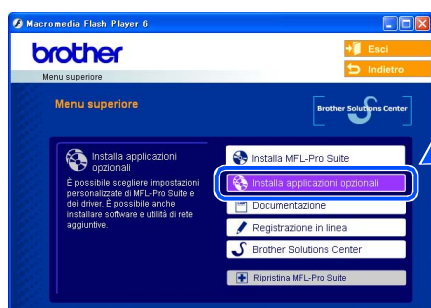 Macromedia Flash Player 6
brother
Esci
Indietro
Menu superiore
Menu superiore
Brother Solutions Center
Installa applicazioni
opzionali
È possibile scegliere impostazioni
personalizzate di MFL-Pro Suite e
dei driver. È possibile anche
installare software e utilità di rete
aggiuntive.
Installa MFL-Pro Suite
Installa applicazioni opzionali
Documentazione
Registrazione in linea
Brother Solutions Center
Ripristina MFL-Pro Suite